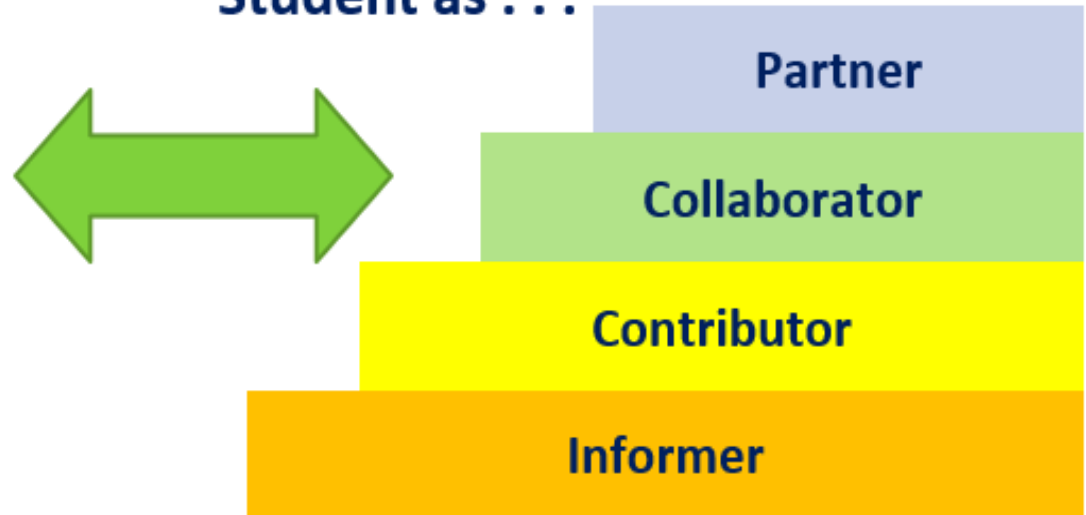 Student as . . .
Partner
Collaborator
Contributor
Informer